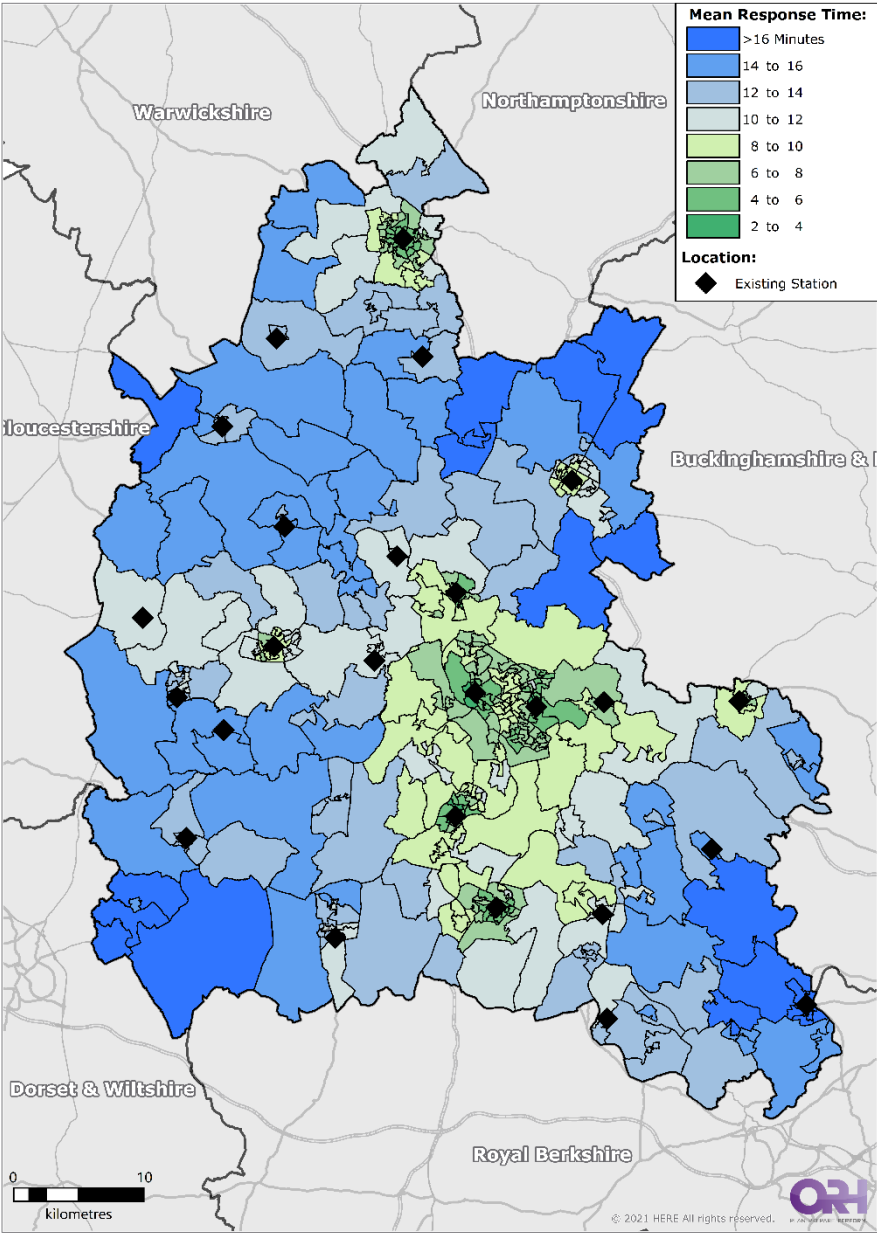 Mean Response Time:
>16 Minutes
14 to 16
12 to 14
10 to 12
8 to 10
6 to 8
4 to 6
2 to 4
Location:
Existing Station
Warwickshire
Northamptonshire
Gloucestershire
Buckinghamshire &
Dorset & Wiltshire
Royal Berkshire
0 10
kilometres
© 2021 HERE All rights reserved.
ORH